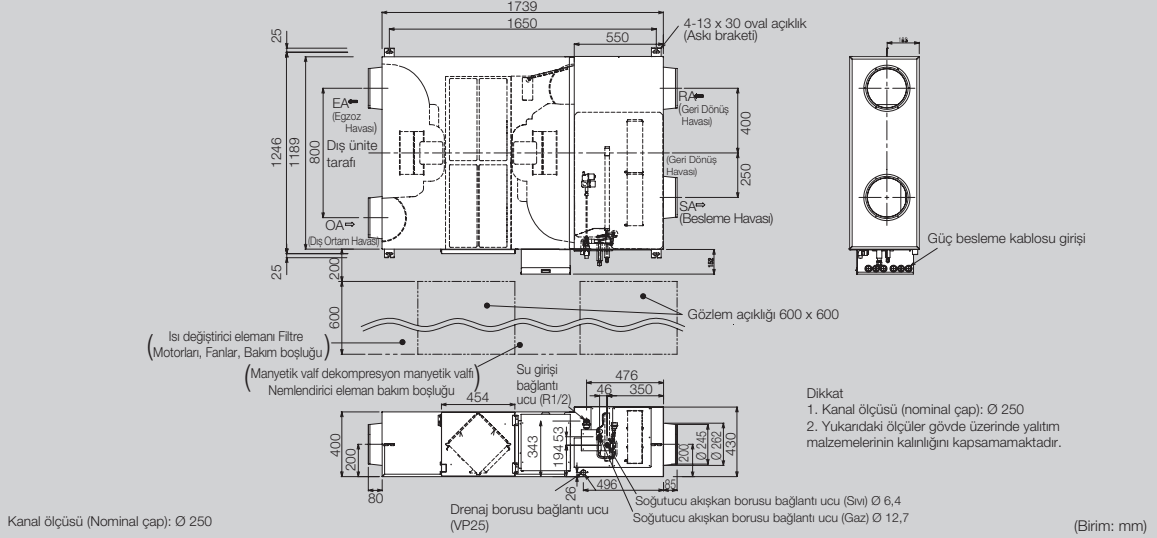 1739
1650
550
4-13 x 30 oval açıklık
(Askı braketi)
25
1246
1189
800
EA
(Egzoz
Havası)
Dış ünite
tarafı
OA
(Dış Ortam Havası)
RA
(Geri Dönüş
Havası)
400
(Geri Dönüş
Havası)
250
SA
(Besleme Havası)
Güç besleme kablosu girişi
25
200
600
Gözlem açıklığı 600 x 600
Isı değiştirici elemanı Filtre
Motorları, Fanlar, Bakım boşluğu
(Manyetik valf dekompresyon manyetik valfı)
Nemlendirici eleman bakım boşluğu
Su girişi
bağlantı
ucu (R1/2)
476
46
350
454
400
200
343
194
53
200
Ø 245
Ø 262
430
80
26
496
85
Drenaj borusu bağlantı ucu
(VP25)
Soğutucu akışkan borusu bağlantı ucu (Sıvı) Ø 6,4
Soğutucu akışkan borusu bağlantı ucu (Gaz) Ø 12,7
Dikkat
1. Kanal ölçüsü (nominal çap): Ø 250
2. Yukarıdaki ölçüler gövde üzerinde yalıtım
malzemelerinin kalınlığını kapsamamaktadır.
Kanal ölçüsü (Nominal çap): Ø 250
(Birim: mm)